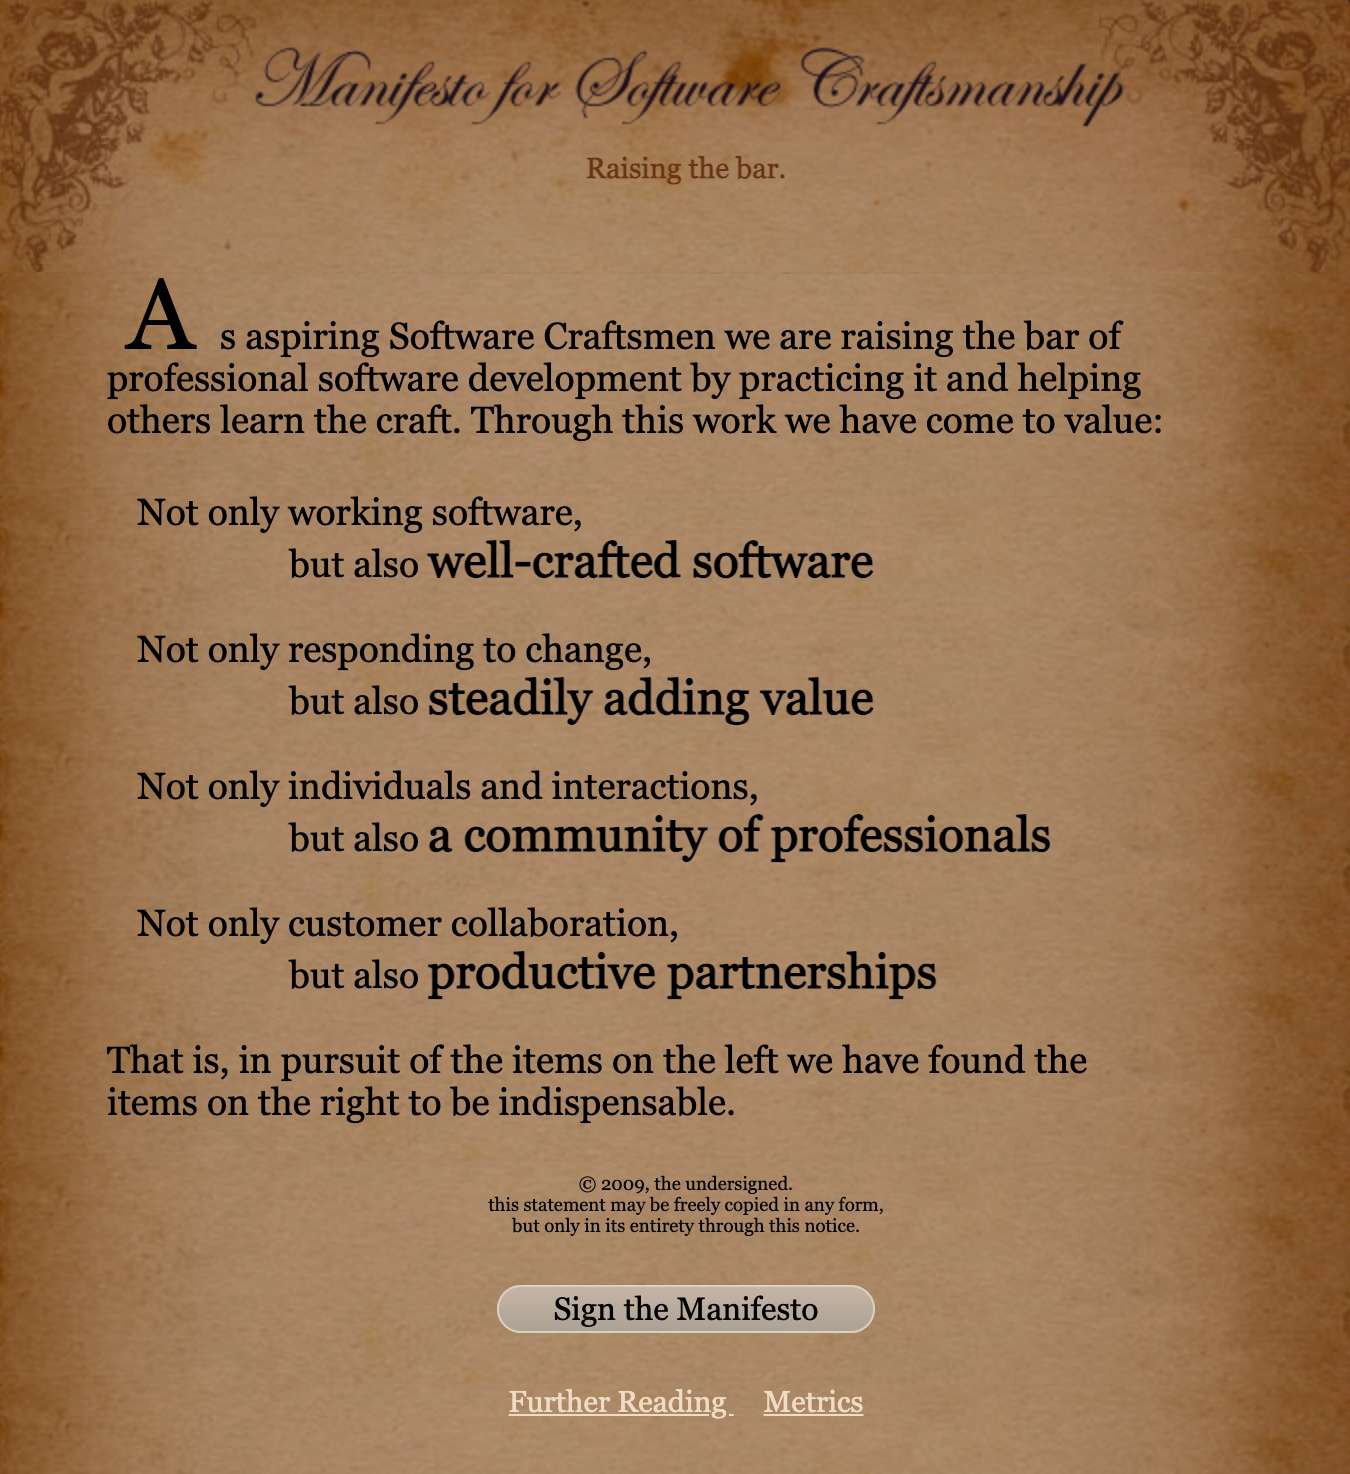 Manifesto for Software Craftsmanship
Raising the bar.
As aspiring Software Craftsmen we are raising the bar of
professional software development by practicing it and helping
others learn the craft. Through this work we have come to value:
Not only working software,
but also well-crafted software
Not only responding to change,
but also steadily adding value
Not only individuals and interactions,
but also a community of professionals
Not only customer collaboration,
but also productive partnerships
That is, in pursuit of the items on the left we have found the
items on the right to be indispensable.
© 2009, the undersigned.
this statement may be freely copied in any form,
but only in its entirety through this notice.
Sign the Manifesto
Further Reading Metrics